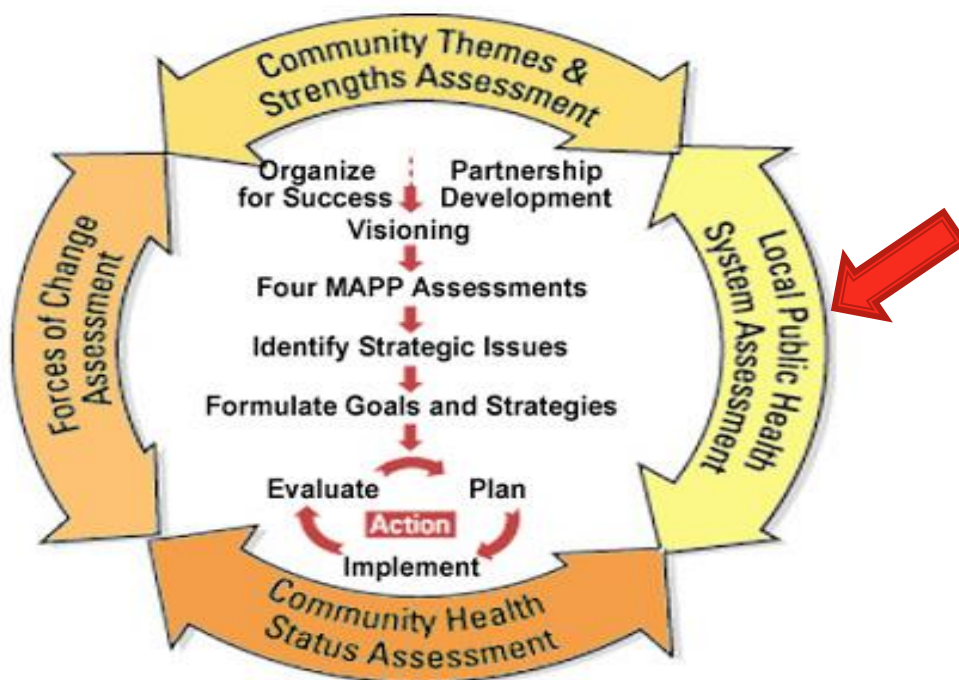 Community Themes &
Strengths Assessment
Organize
for Success
Partnership
Development
Visioning
Four MAPP Assessments
Identify Strategic Issues
Formulate Goals and Strategies
Evaluate
Plan
Action
Implement
Forces of Change
Assessment
Local Public Health
System Assessment
Community Health
Status Assessment